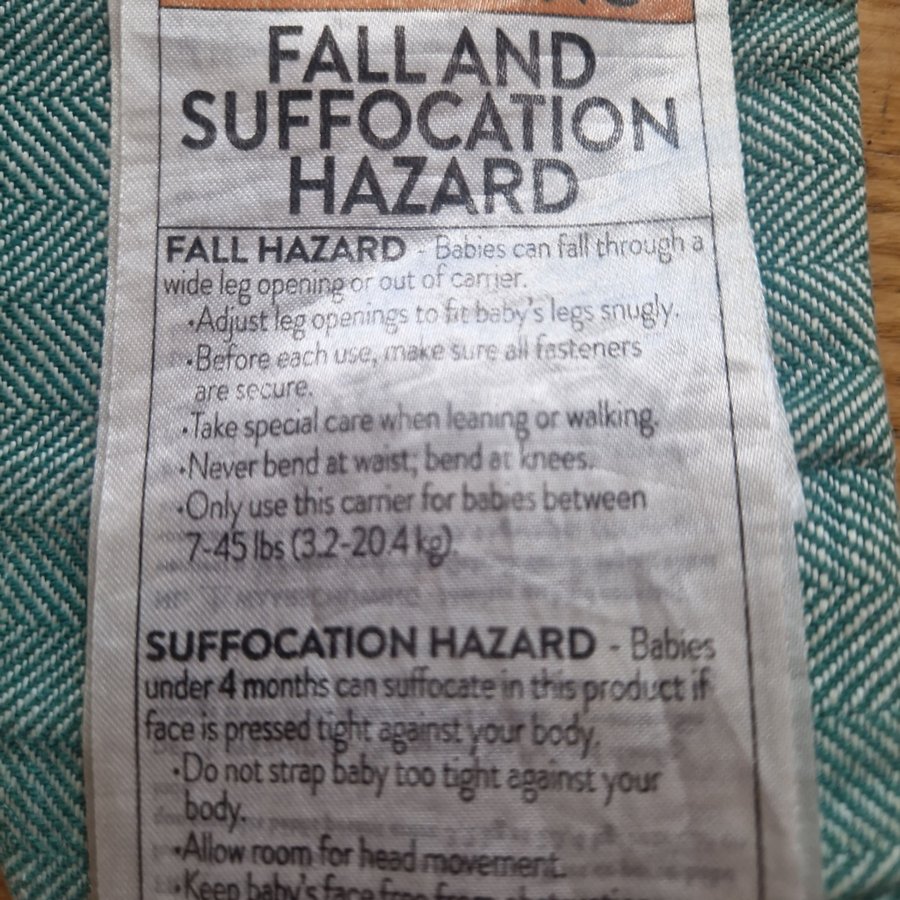 FALL AND
SUFFOCATION
HAZARD
FALL HAZARD - Babies can fall through a
wide leg opening or out of carrier.
•Adjust leg openings to fit baby's legs snugly.
•Before each use, make sure all fasteners
are secure.
•Take special care when leaning or walking.
•Never bend at waist; bend at knees.
•Only use this carrier for babies between
7-45 lbs (3.2-20.4 kg).
SUFFOCATION HAZARD - Babies
under 4 months can suffocate in this product if
face is pressed tight against your body.
•Do not strap baby too tight against your
body.
•Allow room for head movement.
•Keep baby's face free from